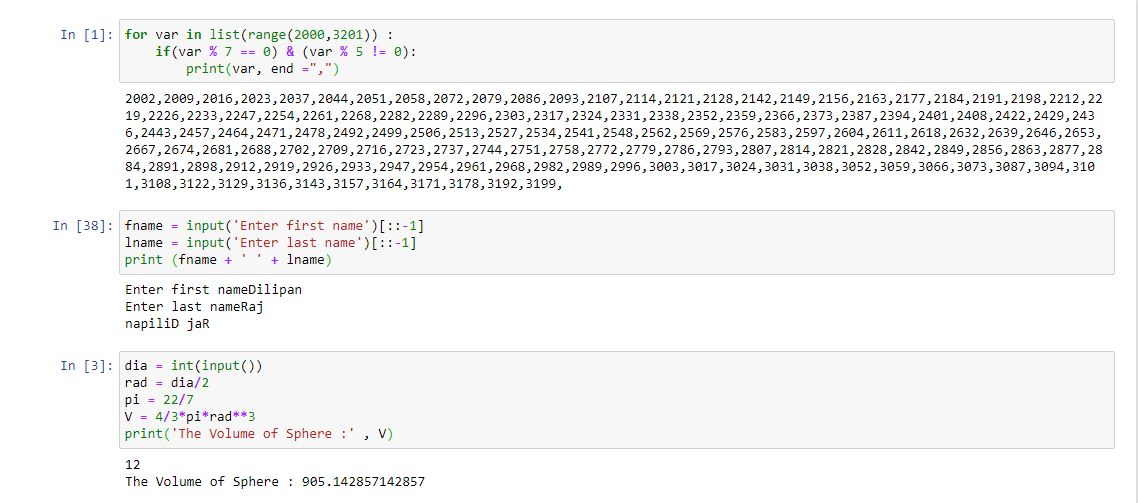 In [1]: for var in list(range(2000,3201)) :
if(var % 7 == 0) & (var % 5 != 0):
print(var, end =",")
2002,2009,2016,2023,2037,2044,2051,2058,2072,2079,2086,2093,2107,2114,2121,2128,2142,2149,2156,2163,2177,2184,2191,2198,2212,22
19,2226,2233,2247,2254,2261,2268,2282,2289,2296,2303,2317,2324,2331,2338,2352,2359,2366,2373,2387,2394,2401,2408,2422,2429,243
6,2443,2457,2464,2471,2478,2492,2499,2506,2513,2527,2534,2541,2548,2562,2569,2576,2583,2597,2604,2611,2618,2632,2639,2646,2653,
2667,2674,2681,2688,2702,2709,2716,2723,2737,2744,2751,2758,2772,2779,2786,2793,2807,2814,2821,2828,2842,2849,2856,2863,2877,28
84,2891,2898,2912,2919,2926,2933,2947,2954,2961,2968,2982,2989,2996,3003,3017,3024,3031,3038,3052,3059,3066,3073,3087,3094,310
1,3108,3122,3129,3136,3143,3157,3164,3171,3178,3192,3199,
In [38]: fname = input('Enter first name')[::-1]
lname = input('Enter last name')[::-1]
print (fname + ' ' + lname)
Enter first nameDilipan
Enter last nameRaj
napiliD jaR
In [3]: dia = int(input())
rad = dia/2
pi = 22/7
V = 4/3*pi*rad**3
print('The Volume of Sphere :' , V)
12
The Volume of Sphere : 905.142857142857